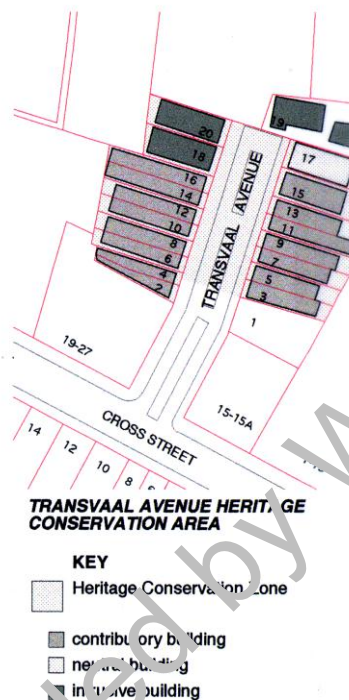 20
19
18
17
16
15
14
13
12
11
10
9
8
7
6
5
4
3
2
1
TRANSVAAL AVENUE
19-27
15-15A
CROSS STREET
14
12
10
8
TRANSVAAL AVENUE HERITAGE
CONSERVATION AREA
KEY
Heritage Conservation Zone
contributory building
neutral building
intrusive building